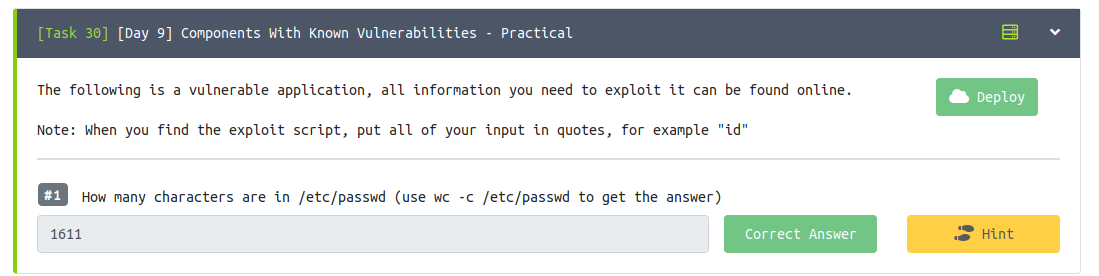 [Task 30] [Day 9] Components With Known Vulnerabilities - Practical
The following is a vulnerable application, all information you need to exploit it can be found online.
Deploy
Note: When you find the exploit script, put all of your input in quotes, for example "id"
#1 How many characters are in /etc/passwd (use wc -c /etc/passwd to get the answer)
1611 Correct Answer Hint